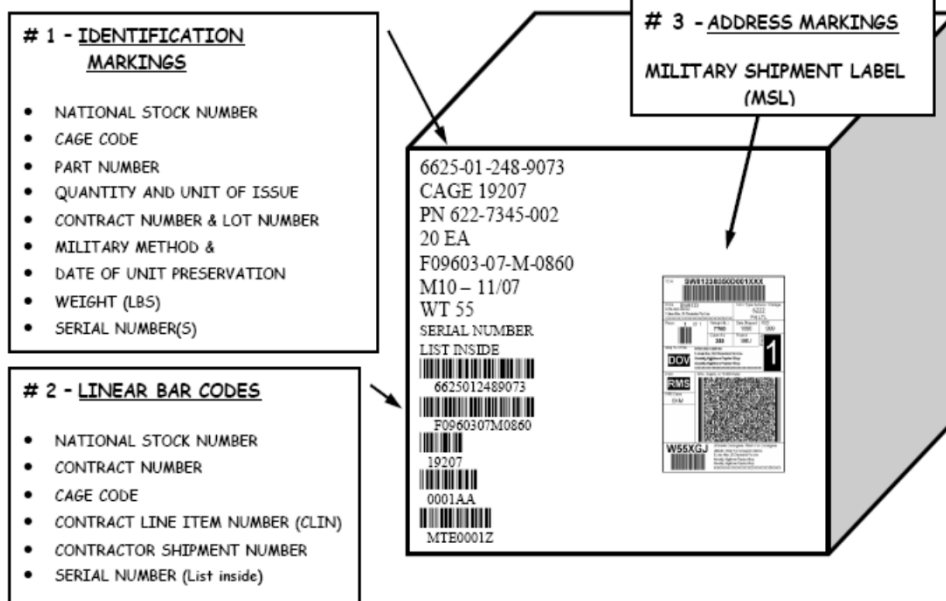 # 1 - IDENTIFICATION
MARKINGS
• NATIONAL STOCK NUMBER
• CAGE CODE
• PART NUMBER
• QUANTITY AND UNIT OF ISSUE
• CONTRACT NUMBER & LOT NUMBER
• MILITARY METHOD &
• DATE OF UNIT PRESERVATION
• WEIGHT (LBS)
• SERIAL NUMBER(S)
# 2 - LINEAR BAR CODES
• NATIONAL STOCK NUMBER
• CONTRACT NUMBER
• CAGE CODE
• CONTRACT LINE ITEM NUMBER (CLIN)
• CONTRACTOR SHIPMENT NUMBER
• SERIAL NUMBER (List inside)
# 3 - ADDRESS MARKINGS
MILITARY SHIPMENT LABEL
(MSL)
6625-01-248-9073
CAGE 19207
PN 622-7345-002
20 EA
F09603-07-M-0860
M10 – 11/07
WT 55
SERIAL NUMBER
LIST INSIDE
6625012489073
F0960307M0860
19207
0001AA
MTE0001Z
1
DOV
RMS
W55XGJ